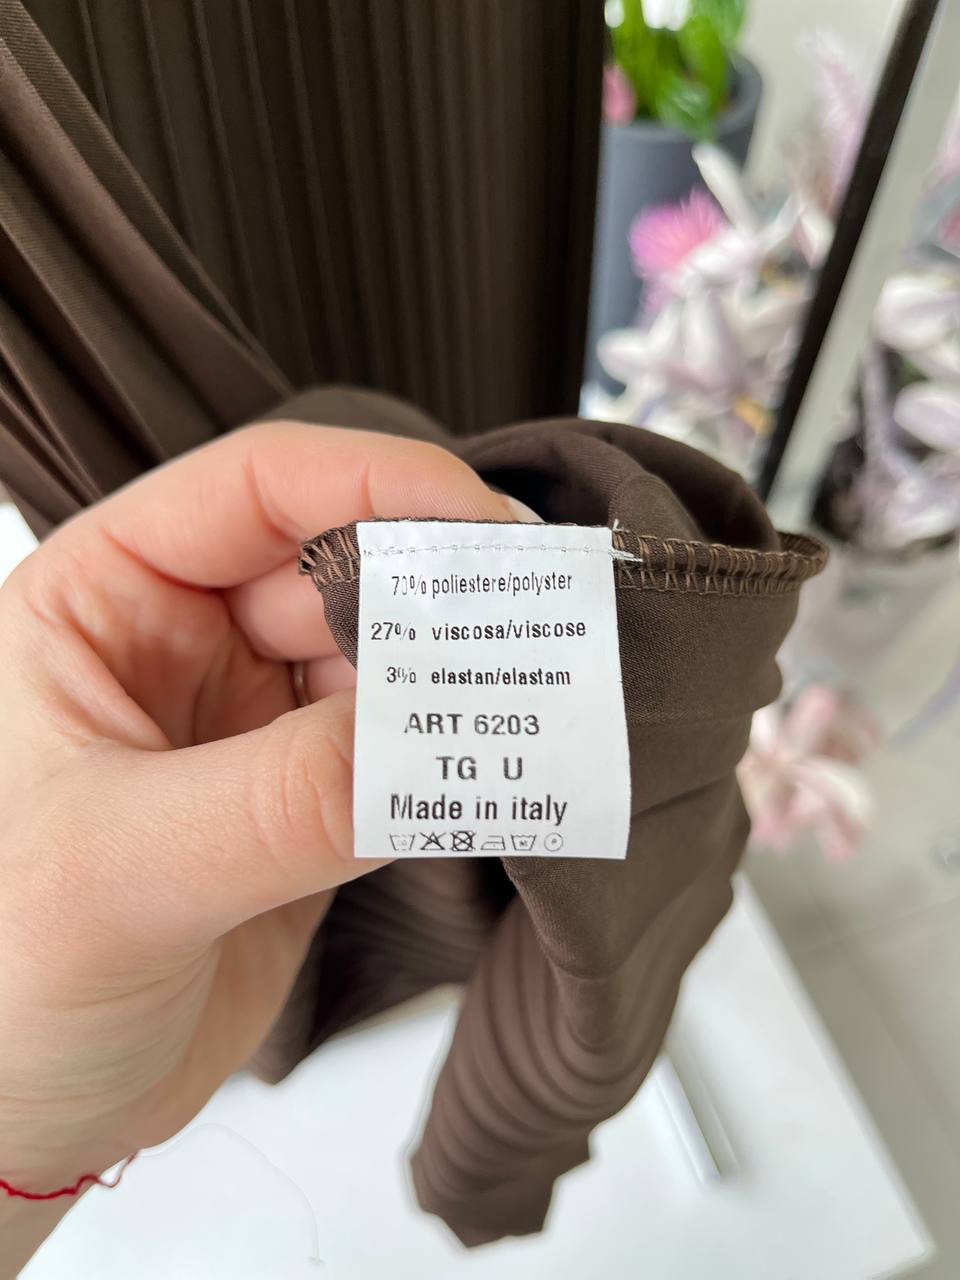 70% poliestere/polyster
27% viscosa/viscose
3% elastan/elastam
ART 6203
TG U
Made in italy